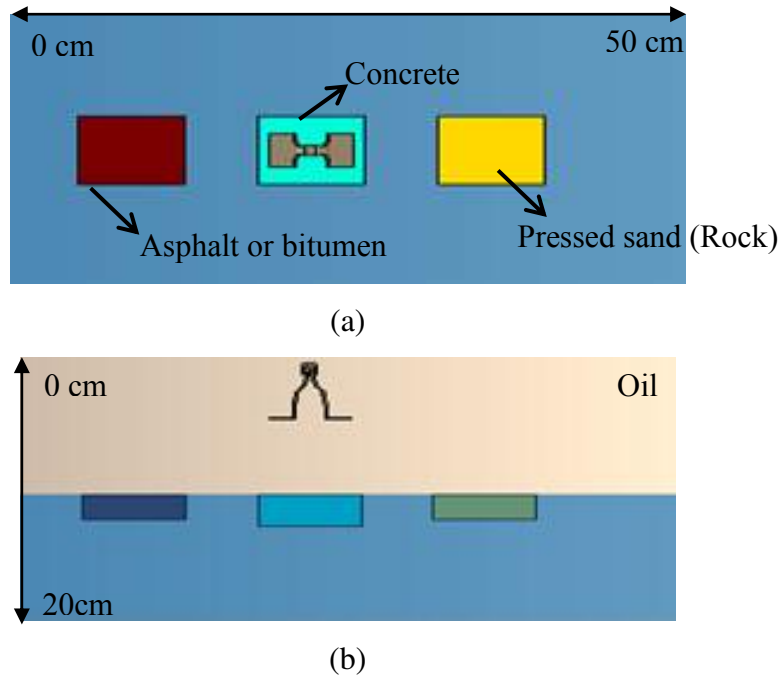 0 cm
50 cm
Concrete
Asphalt or bitumen
Pressed sand (Rock)
(a)
0 cm
Oil
20cm
(b)